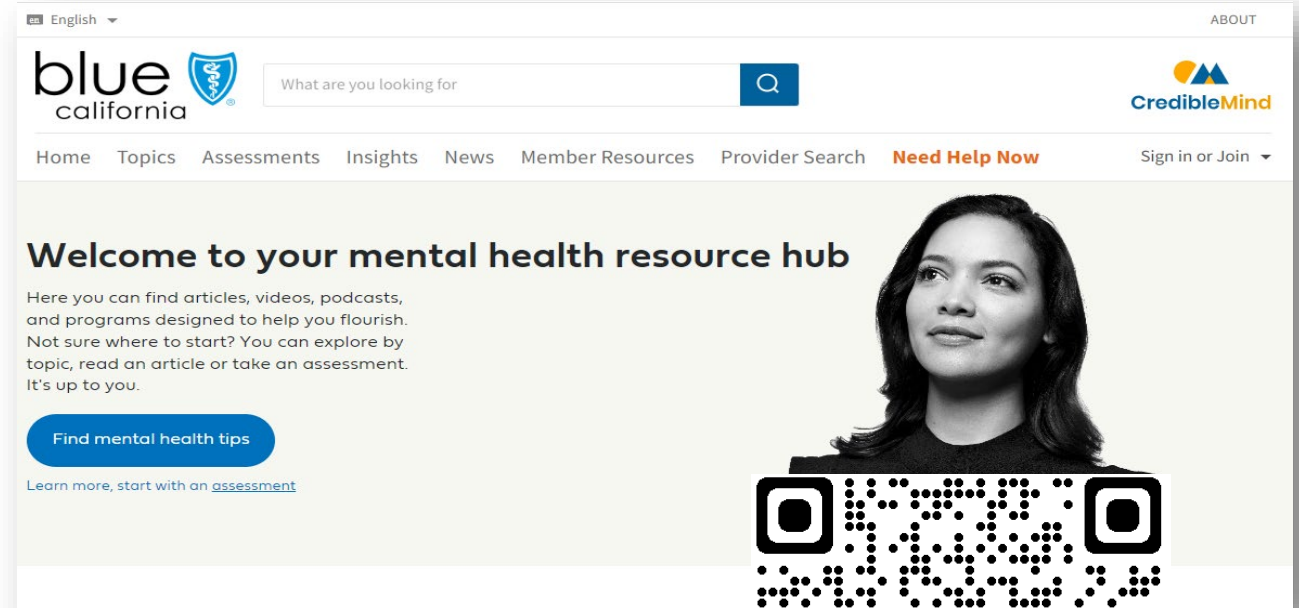 en English
ABOUT
blue
california
What are you looking for
CredibleMind
Home Topics Assessments Insights News Member Resources Provider Search Need Help Now Sign in or Join
Welcome to your mental health resource hub
Here you can find articles, videos, podcasts,
and programs designed to help you flourish.
Not sure where to start? You can explore by
topic, read an article or take an assessment.
It's up to you.
Find mental health tips
Learn more, start with an assessment